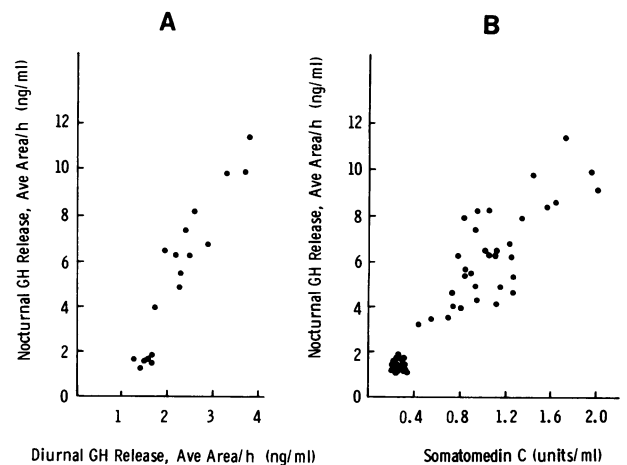 A
Nocturnal GH Release, Ave Area/h (ng/ml)
12
10
8
6
4
2
0
1 2 3 4
Diurnal GH Release, Ave Area/h (ng/ml)
B
Nocturnal GH Release, Ave Area/h (ng/ml)
12
10
8
6
4
2
0
0.4 0.8 1.2 1.6 2.0
Somatomedin C (units/ml)